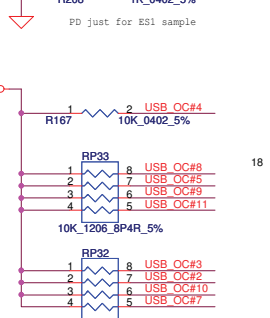 R208 1K_0402_5%
PD just for ES1 sample
1 2 USB_OC#4
R167 10K_0402_5%
18
RP33
1 8 USB_OC#8
2 7 USB_OC#5
3 6 USB_OC#9
4 5 USB_OC#11
10K_1206_8P4R_5%
RP32
1 8 USB_OC#3
2 7 USB_OC#2
3 6 USB_OC#10
4 5 USB_OC#7